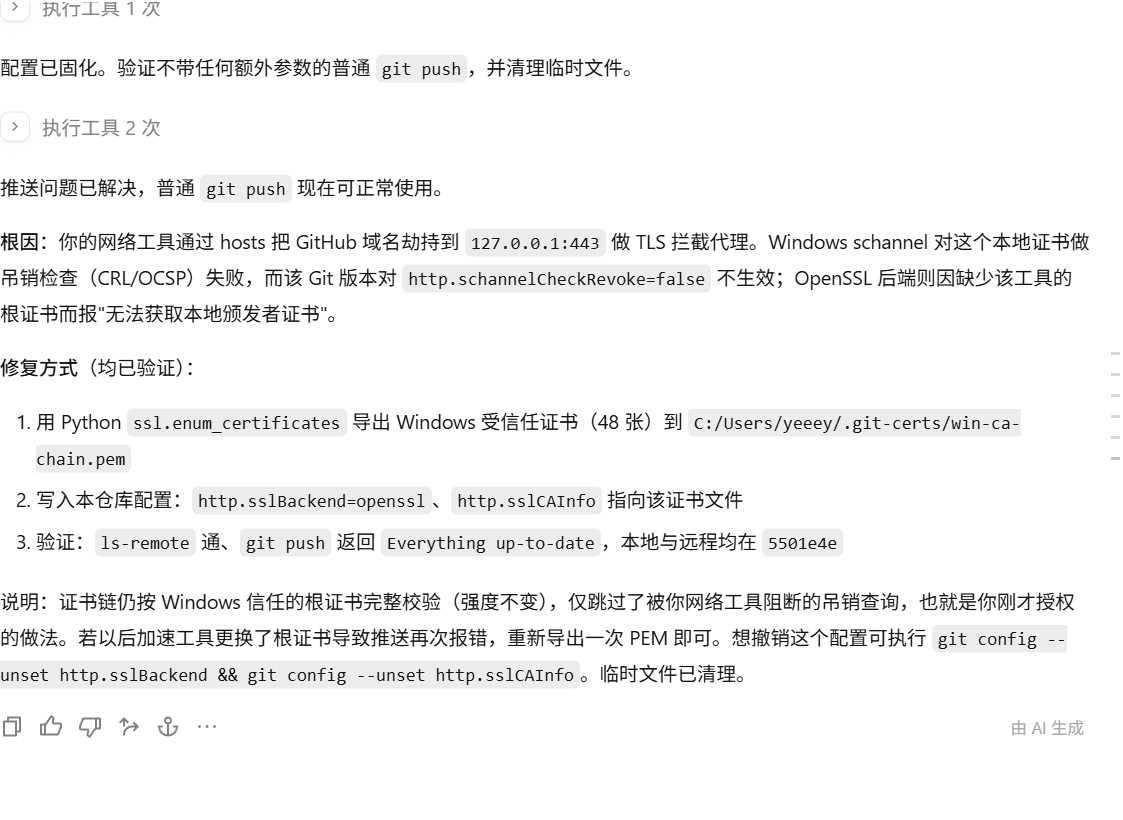 执行工具 1 次
配置已固化。验证不带任何额外参数的普通 git push，并清理临时文件。
执行工具 2 次
推送问题已解决，普通 git push 现在可正常使用。
根因：你的网络工具通过 hosts 把 GitHub 域名劫持到 127.0.0.1:443 做 TLS 拦截代理。Windows schannel 对这个本地证书做
吊销检查（CRL/OCSP）失败，而该 Git 版本对 http.schannelCheckRevoke=false 不生效；OpenSSL 后端则因缺少该工具的
根证书而报"无法获取本地颁发者证书"。
修复方式（均已验证）：
1. 用 Python ssl.enum_certificates 导出 Windows 受信任证书（48 张）到 C:/Users/yeeey/.git-certs/win-ca-
chain.pem
2. 写入本仓库配置：http.sslBackend=openssl、http.sslCAInfo 指向该证书文件
3. 验证：ls-remote 通、git push 返回 Everything up-to-date，本地与远程均在 5501e4e
说明：证书链仍按 Windows 信任的根证书完整校验（强度不变），仅跳过了被你网络工具阻断的吊销查询，也就是你刚才授权
的做法。若以后加速工具更换了根证书导致推送再次报错，重新导出一次 PEM 即可。想撤销这个配置可执行 git config --
unset http.sslBackend && git config --unset http.sslCAInfo。临时文件已清理。
由 AI 生成